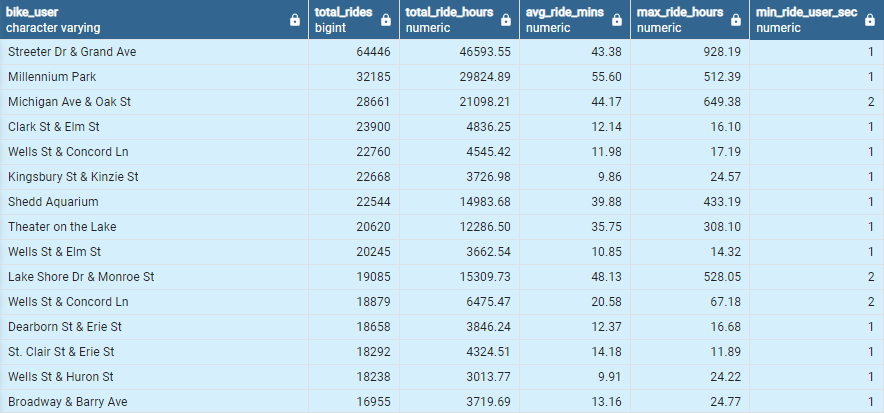 bike_user total_rides total_ride_hours avg_ride_mins max_ride_hours min_ride_user_sec
character varying bigint numeric numeric numeric numeric
Streeter Dr & Grand Ave 64446 46593.55 43.38 928.19 1
Millennium Park 32185 29824.89 55.60 512.39 1
Michigan Ave & Oak St 28661 21098.21 44.17 649.38 2
Clark St & Elm St 23900 4836.25 12.14 16.10 1
Wells St & Concord Ln 22760 4545.42 11.98 17.19 1
Kingsbury St & Kinzie St 22668 3726.98 9.86 24.57 1
Shedd Aquarium 22544 14983.68 39.88 433.19 1
Theater on the Lake 20620 12286.50 35.75 308.10 1
Wells St & Elm St 20245 3662.54 10.85 14.32 1
Lake Shore Dr & Monroe St 19085 15309.73 48.13 528.05 2
Wells St & Concord Ln 18879 6475.47 20.58 67.18 2
Dearborn St & Erie St 18658 3846.24 12.37 16.68 1
St. Clair St & Erie St 18292 4324.51 14.18 11.89 1
Wells St & Huron St 18238 3013.77 9.91 24.22 1
Broadway & Barry Ave 16955 3719.69 13.16 24.77 1